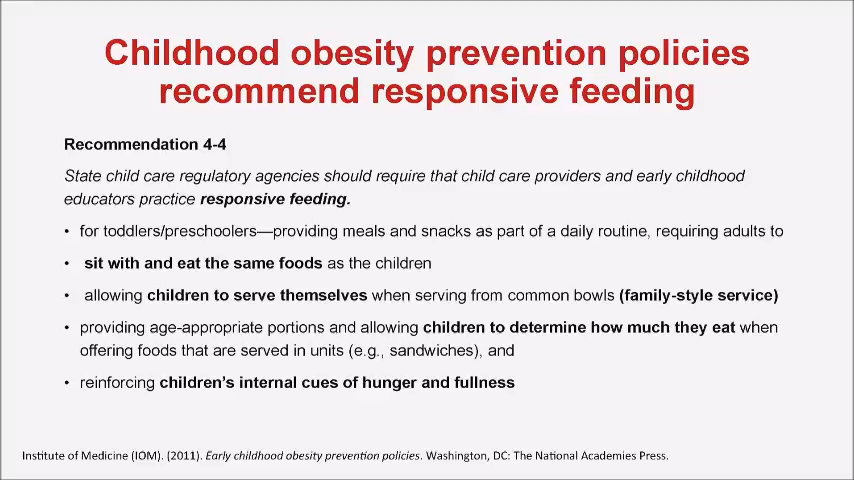 Childhood obesity prevention policies
recommend responsive feeding
Recommendation 4-4
State child care regulatory agencies should require that child care providers and early childhood
educators practice responsive feeding.
• for toddlers/preschoolers—providing meals and snacks as part of a daily routine, requiring adults to
• sit with and eat the same foods as the children
• allowing children to serve themselves when serving from common bowls (family-style service)
• providing age-appropriate portions and allowing children to determine how much they eat when
offering foods that are served in units (e.g., sandwiches), and
• reinforcing children's internal cues of hunger and fullness
Institute of Medicine (IOM). (2011). Early childhood obesity prevention policies. Washington, DC: The National Academies Press.